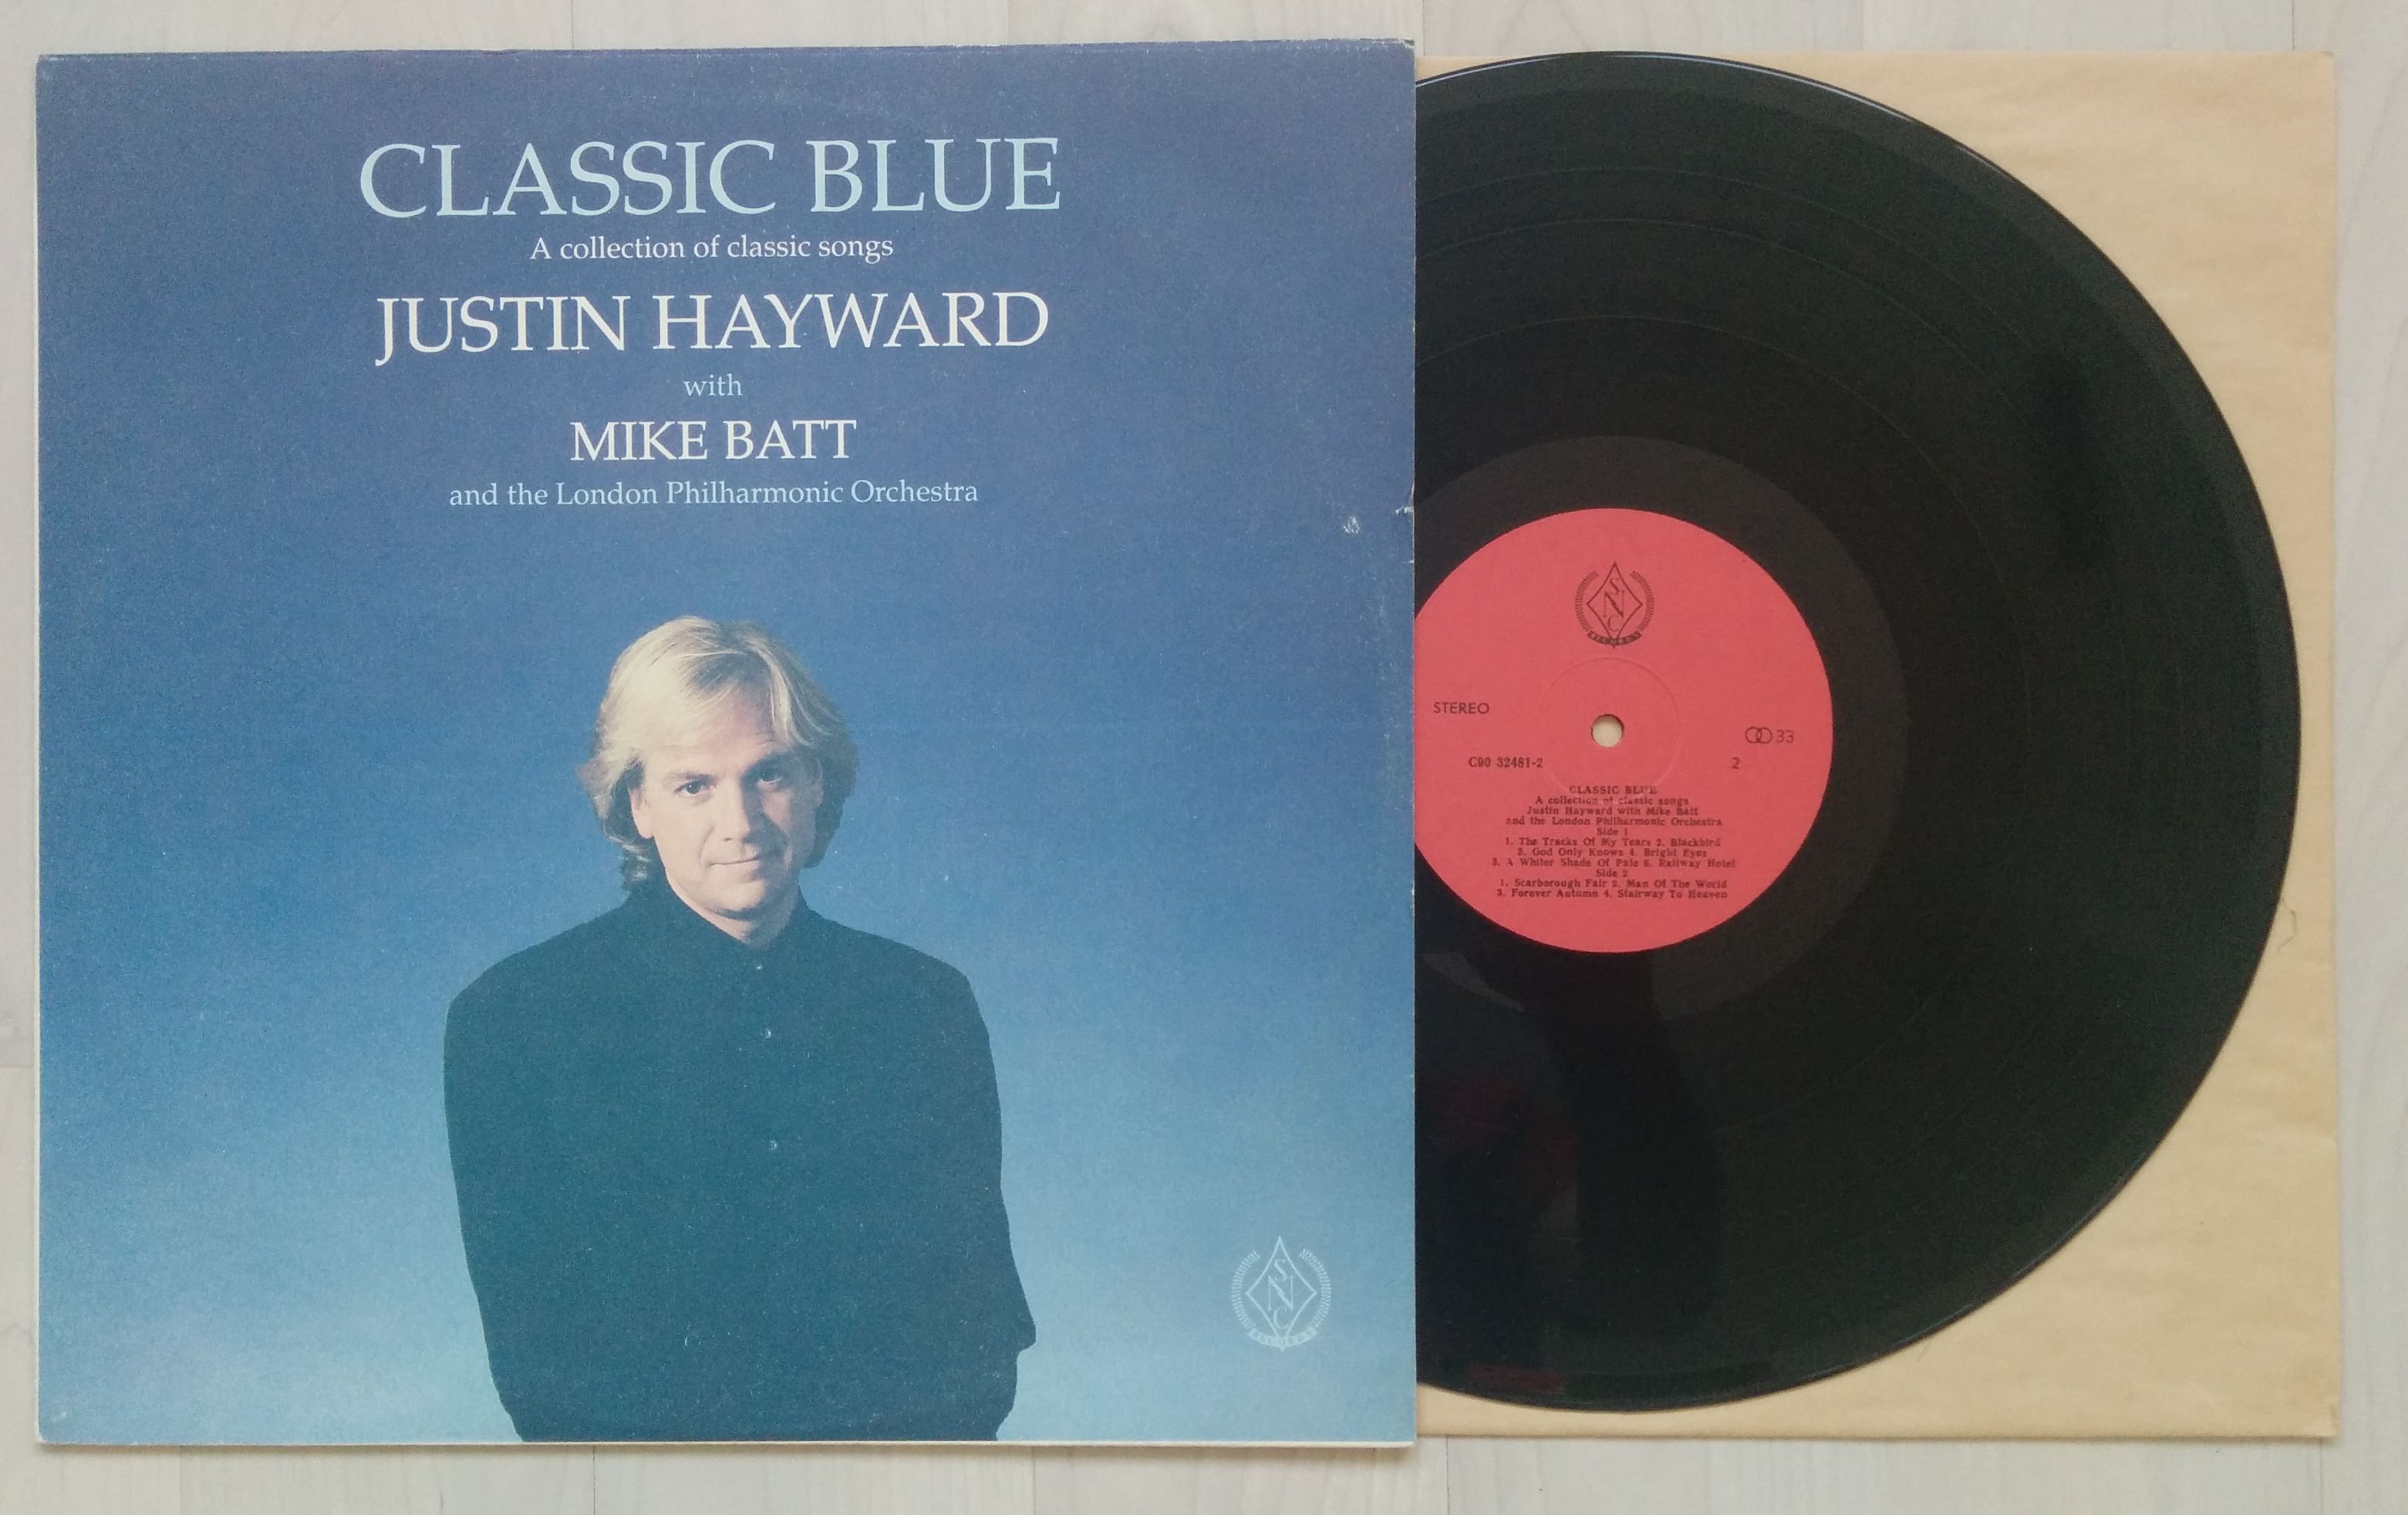 CLASSIC BLUE
A collection of classic songs
JUSTIN HAYWARD
with
MIKE BATT
and the London Philharmonic Orchestra
SNC
RECORDS
SNC
RECORDS
STEREO
33
C90 32481-2
2
CLASSIC BLUE
A collection of classic songs
Justin Hayward with Mike Batt
and the London Philharmonic Orchestra
Side 1
1. The Tracks Of My Tears 2. Blackbird
3. God Only Knows 4. Bright Eyes
5. A Whiter Shade Of Pale 6. Railway Hotel
Side 2
1. Scarborough Fair 2. Man Of The World
3. Forever Autumn 4. Stairway To Heaven